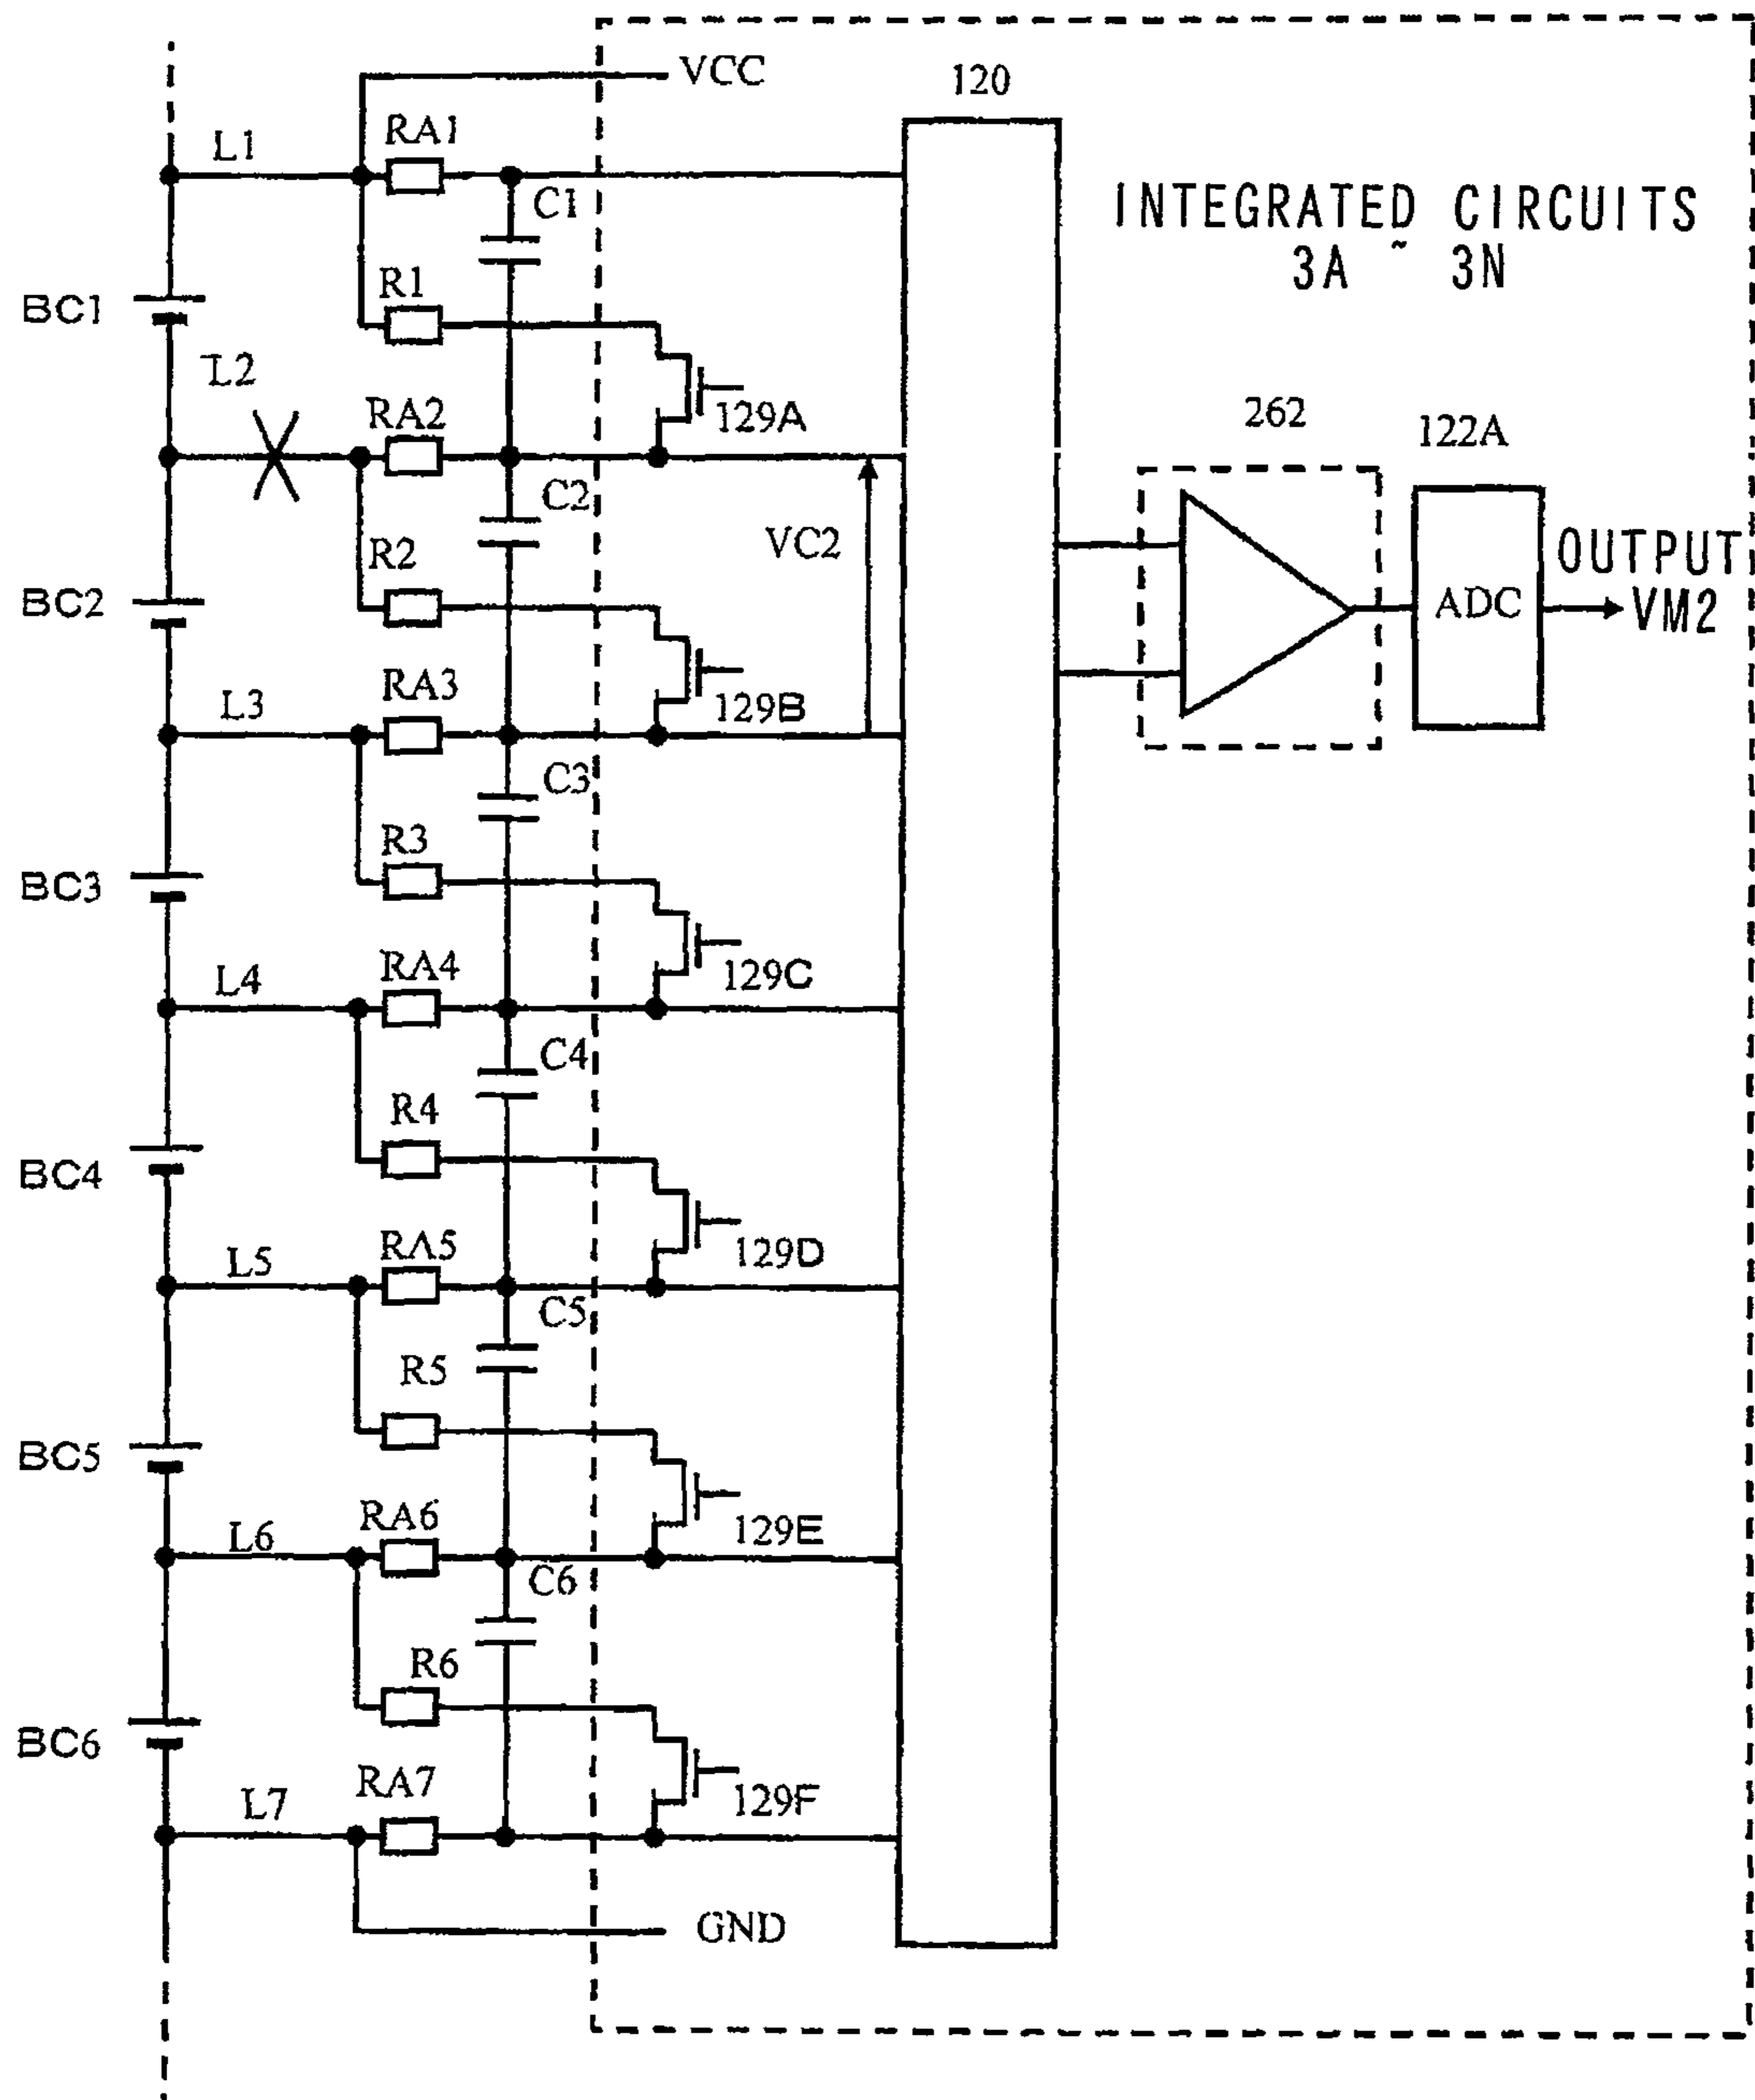 VCC
120
L1
RA1
C1
INTEGRATED CIRCUITS
3A ~ 3N
R1
BC1
L2
RA2
129A
262
122A
C2
VC2
R2
OUTPUT
VM2
ADC
BC2
L3
RA3
129B
C3
R3
BC3
L4
RA4
129C
C4
R4
BC4
L5
RA5
129D
C5
R5
BC5
L6
RA6
129E
C6
R6
BC6
L7
RA7
129F
GND